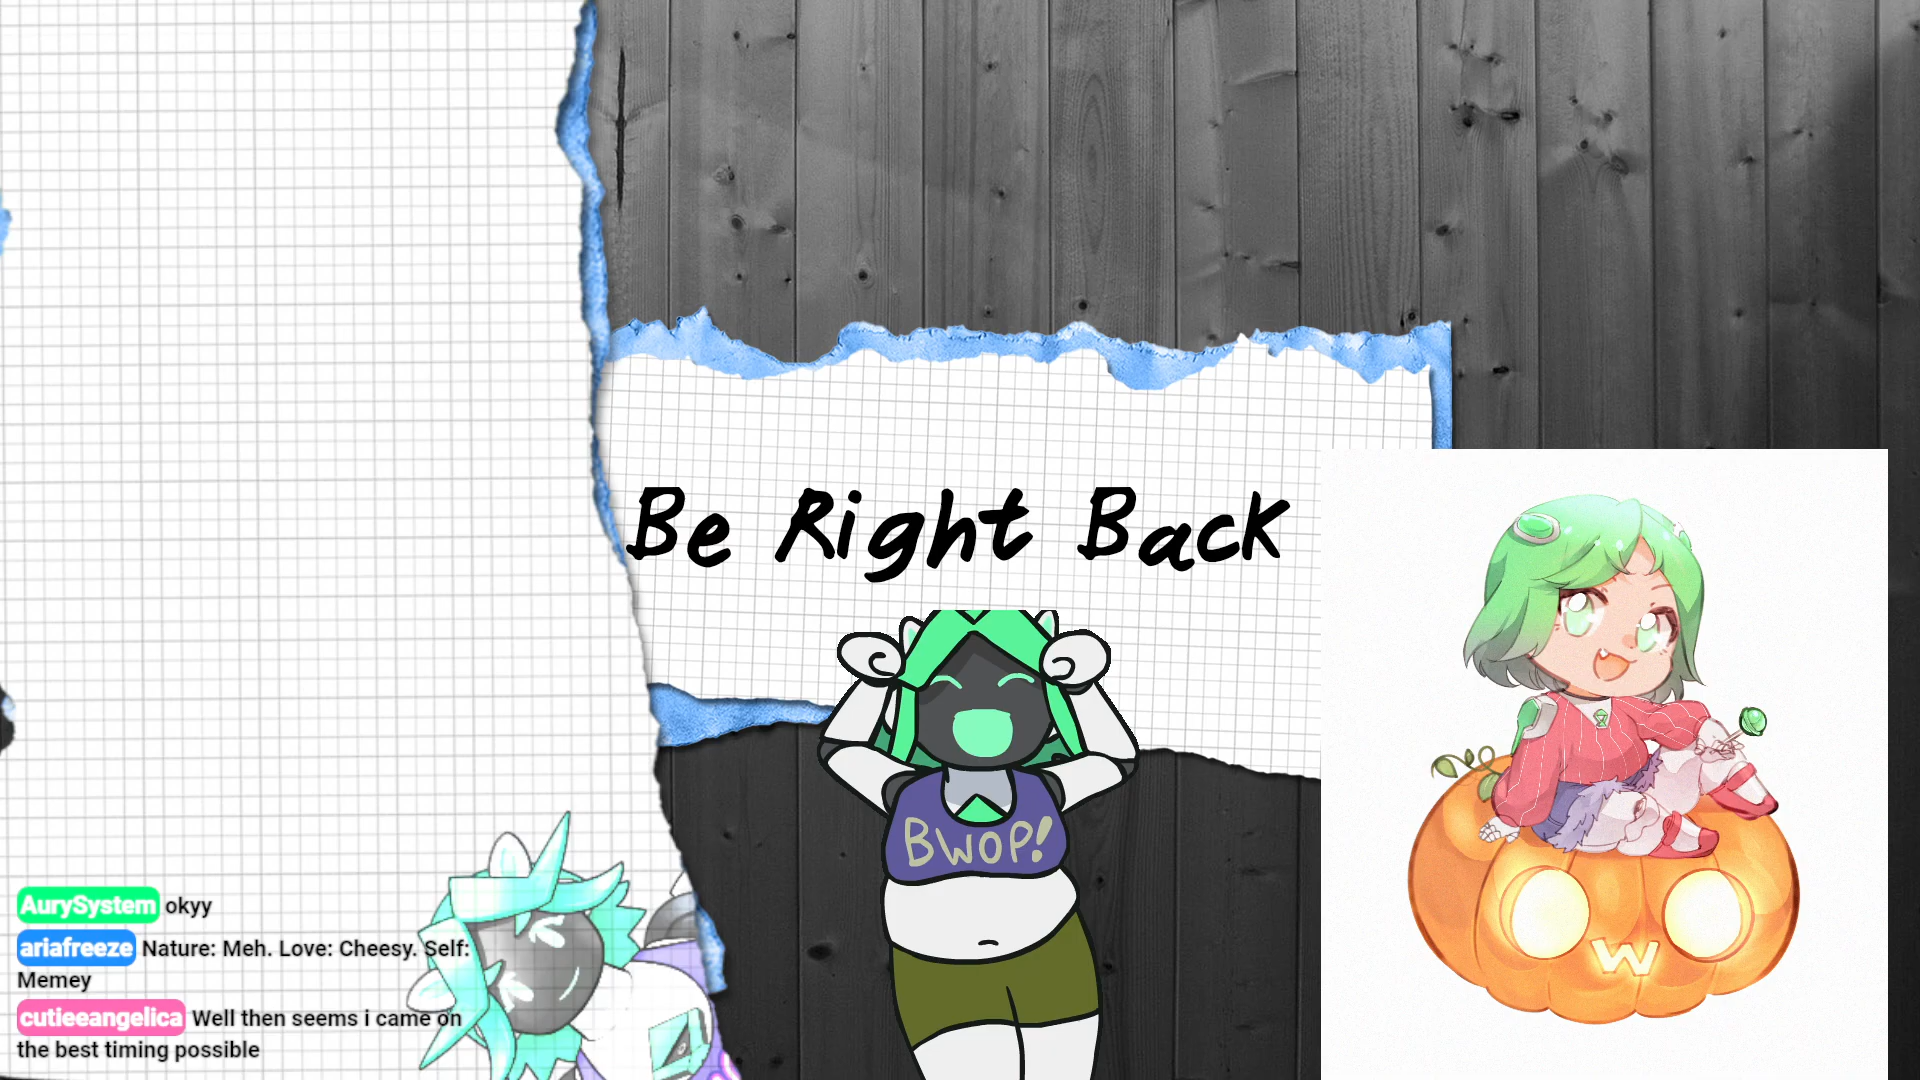 Be Right Back
BWOP!
W
AurySystem okyy
ariafreeze Nature: Meh. Love: Cheesy. Self:
Memey
cutieeangelica Well then seems i came on
the best timing possible